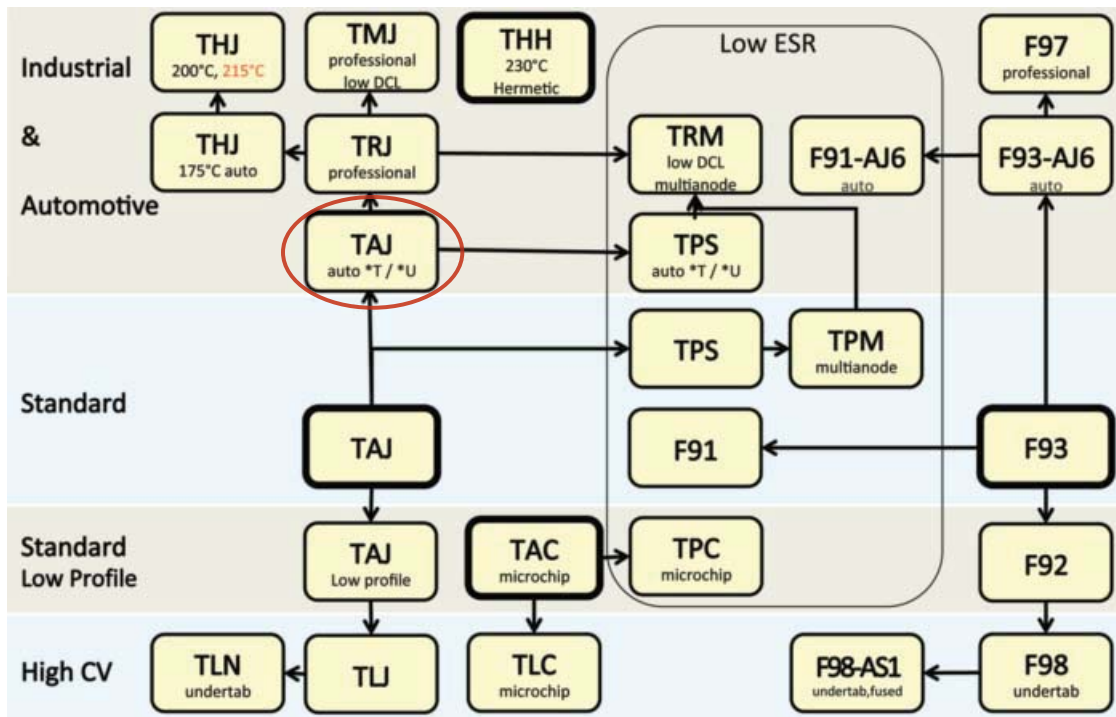 Industrial
&
Automotive
THJ
200°C, 215°C
TMJ
professional
low DCL
THH
230°C
Hermetic
Low ESR
F97
professional
THJ
175°C auto
TRJ
professional
TRM
low DCL
multianode
F91-AJ6
auto
F93-AJ6
auto
TAJ
auto *T / *U
TPS
auto *T / *U
Standard
TPS
TPM
multianode
TAJ
F91
F93
Standard
Low Profile
TAJ
Low profile
TAC
microchip
TPC
microchip
F92
High CV
TLN
undertab
TLJ
TLC
microchip
F98-AS1
undertab,fused
F98
undertab